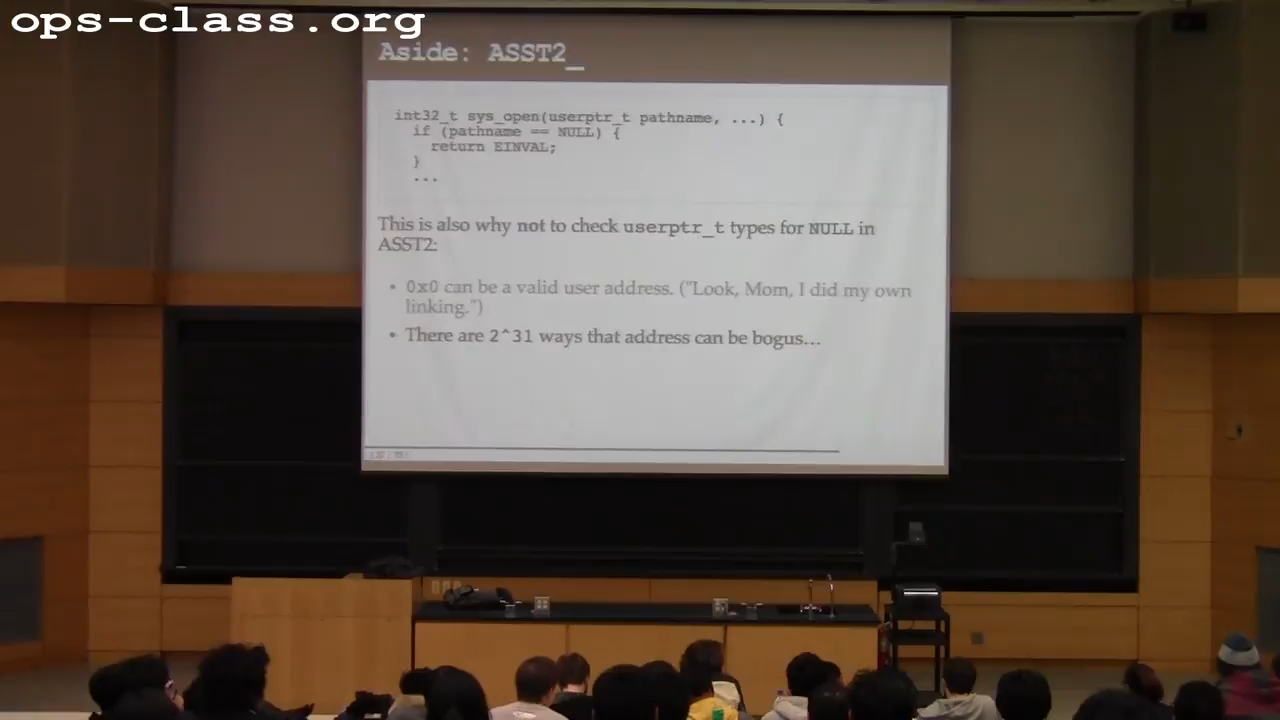 ops-class.org
Aside: ASST2_
int32_t sys_open(userptr_t pathname, ...) {
if (pathname == NULL) {
return EINVAL;
}
...
This is also why not to check userptr_t types for NULL in
ASST2:
• 0x0 can be a valid user address. ("Look, Mom, I did my own
linking.")
• There are 2^31 ways that address can be bogus...